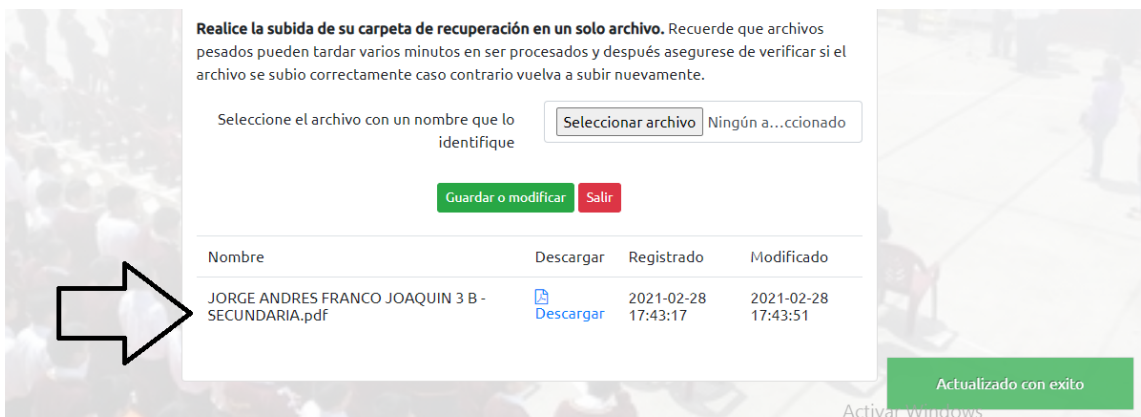 Realice la subida de su carpeta de recuperación en un solo archivo. Recuerde que archivos
pesados pueden tardar varios minutos en ser procesados y después asegurese de verificar si el
archivo se subio correctamente caso contrario vuelva a subir nuevamente.
Seleccione el archivo con un nombre que lo
identifique
Seleccionar archivo Ningún a...ccionado
Guardar o modificar Salir
Nombre Descargar Registrado Modificado
JORGE ANDRES FRANCO JOAQUIN 3 B - 2021-02-28 2021-02-28
SECUNDARIA.pdf Descargar 17:43:17 17:43:51
Actualizado con exito
Activar Windows